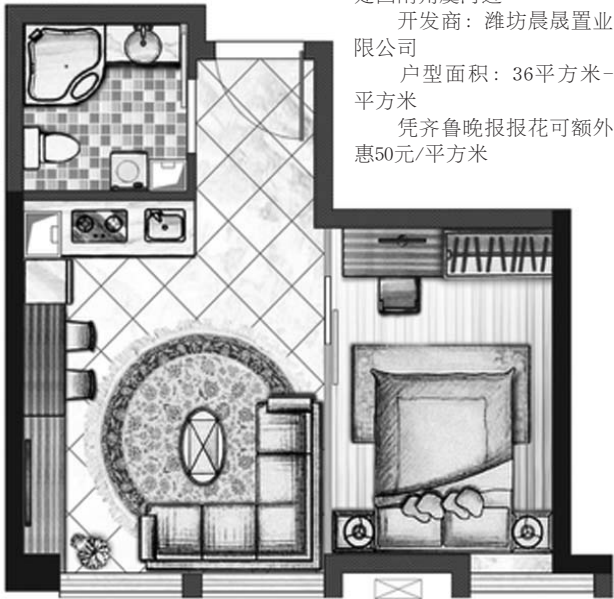 开发商：潍坊晨晟置业
限公司
户型面积：36平方米-
平方米
凭齐鲁晚报报花可额外
惠50元/平方米